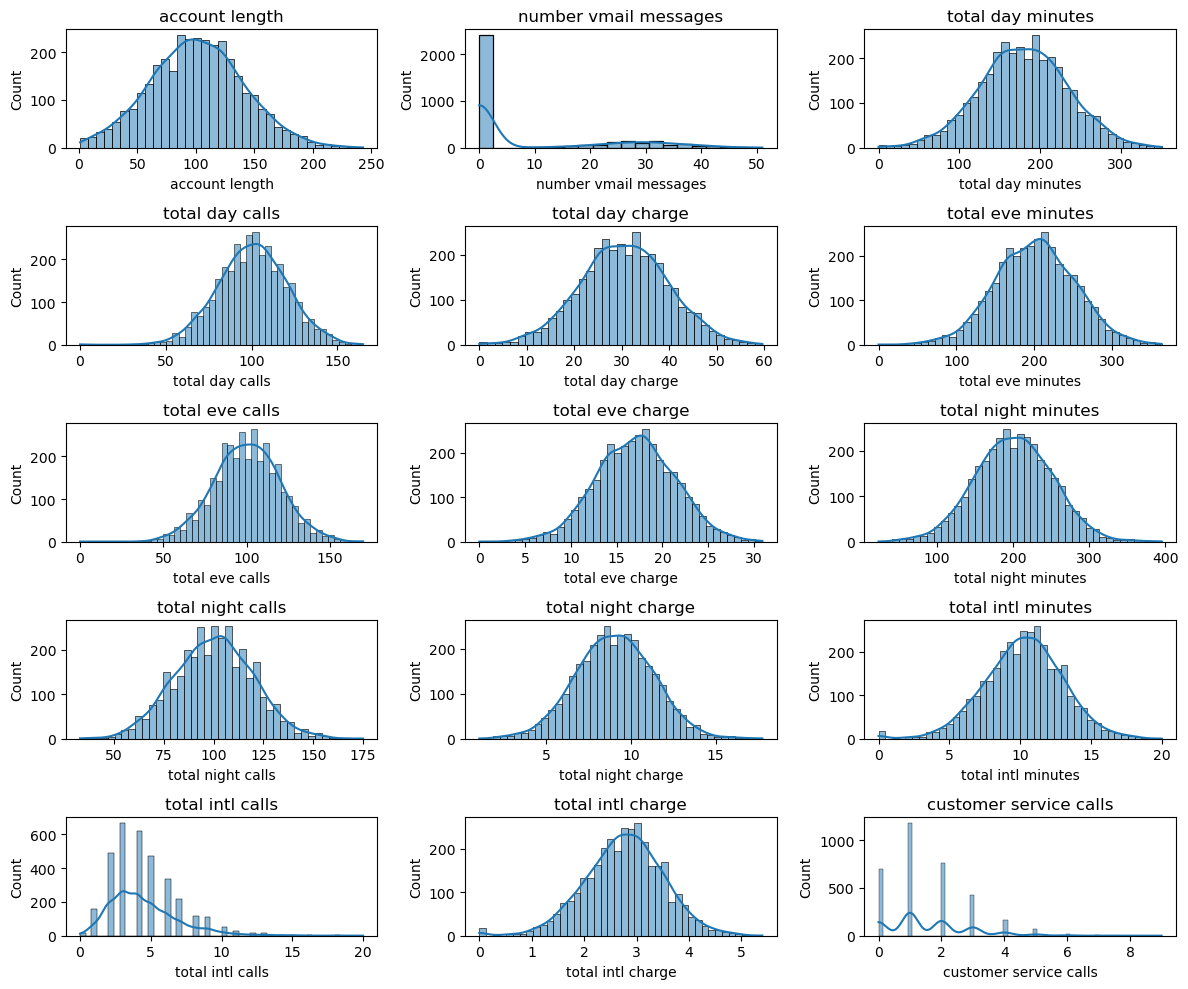 account length number vmail messages total day minutes
200 2000 200
Count Count Count
100 1000 100
0 0 0
0 50 100 150 200 250 0 10 20 30 40 50 0 100 200 300
account length number vmail messages total day minutes
total day calls total day charge total eve minutes
200 200 200
Count Count Count
100 100 100
0 0 0
0 50 100 150 0 10 20 30 40 50 60 0 100 200 300
total day calls total day charge total eve minutes
total eve calls total eve charge total night minutes
200 200 200
Count Count Count
100 100 100
0 0 0
0 50 100 150 0 5 10 15 20 25 30 100 200 300 400
total eve calls total eve charge total night minutes
total night calls total night charge total intl minutes
200 200 200
Count Count Count
100 100 100
0 0 0
50 75 100 125 150 175 5 10 15 0 5 10 15 20
total night calls total night charge total intl minutes
total intl calls total intl charge customer service calls
600 200 1000
400
Count Count Count
200 100 500
0 0 0
0 5 10 15 20 0 1 2 3 4 5 0 2 4 6 8
total intl calls total intl charge customer service calls